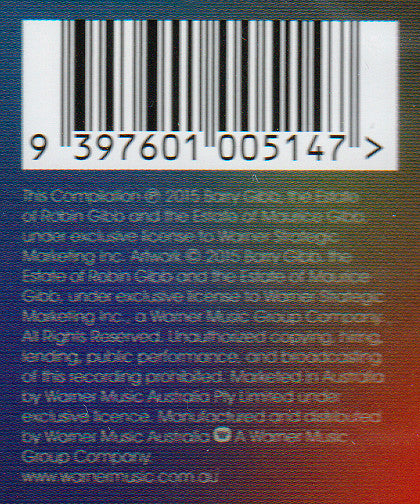 9 397601 005147 >
This Compilation ℗ 2015 Barry Gibb, the Estate
of Robin Gibb and the Estate of Maurice Gibb
under exclusive license to Warner Strategic
Marketing Inc. Artwork © 2015 Barry Gibb, the
Estate of Robin Gibb and the Estate of Maurice
Gibb, under exclusive license to Warner Strategic
Marketing Inc., a Warner Music Group Company.
All Rights Reserved. Unauthorized copying, hiring,
lending, public performance, and broadcasting
of this recording prohibited. Marketed in Australia
by Warner Music Australia Pty Limited under
exclusive licence. Manufactured and distributed
by Warner Music Australia A Warner Music
Group Company.
www.warnermusic.com.au